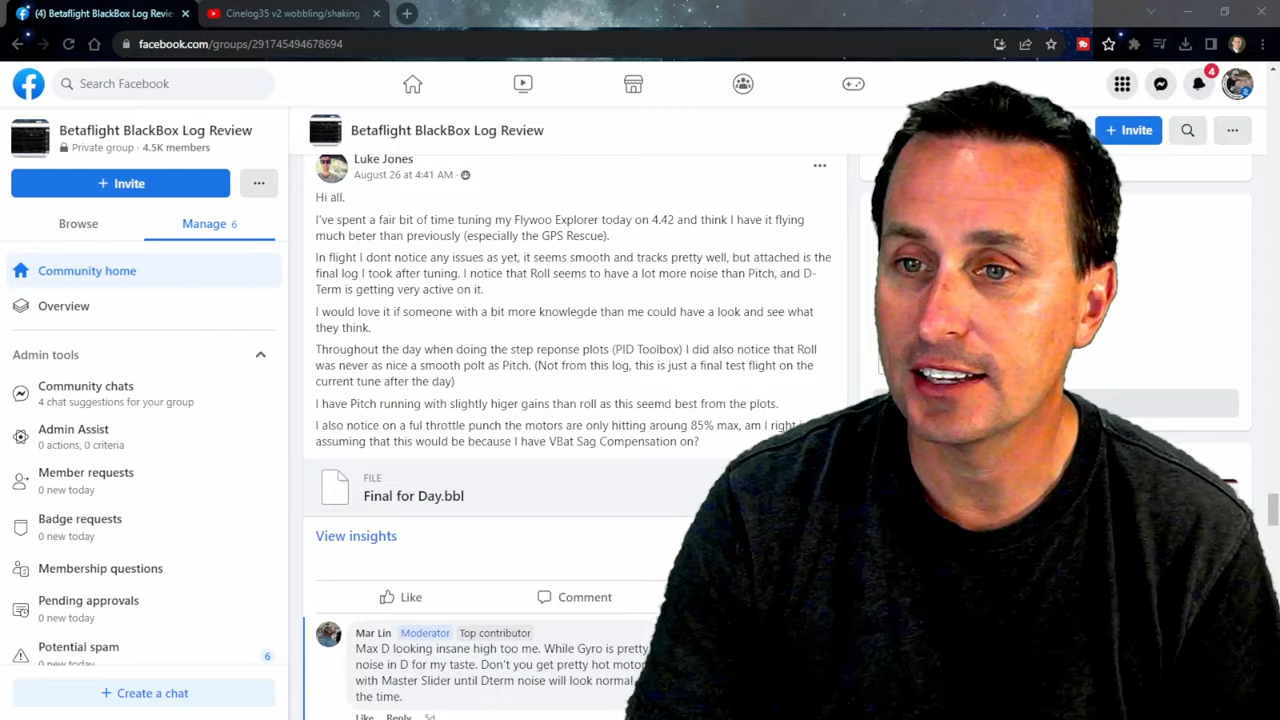 (4) Betaflight BlackBox Log Revie
Cinelog35 v2 wobbling/shaking
facebook.com/groups/291745494678694
Search Facebook
4
Betaflight BlackBox Log Review
Private group · 4.5K members
+ Invite
Browse
Manage 6
Community home
Overview
Admin tools
Community chats
4 chat suggestions for your group
Admin Assist
0 actions, 0 criteria
Member requests
0 new today
Badge requests
0 new today
Membership questions
Pending approvals
0 new today
Potential spam
6
0 new today
+ Create a chat
Betaflight BlackBox Log Review
+ Invite
Luke Jones
August 26 at 4:41 AM ·
Hi all.
I've spent a fair bit of time tuning my Flywoo Explorer today on 4.42 and think I have it flying
much beter than previously (especially the GPS Rescue).
In flight I dont notice any issues as yet, it seems smooth and tracks pretty well, but attached is the
final log I took after tuning. I notice that Roll seems to have a lot more noise than Pitch, and D-
Term is getting very active on it.
I would love it if someone with a bit more knowlegde than me could have a look and see what
they think.
Throughout the day when doing the step reponse plots (PID Toolbox) I did also notice that Roll
was never as nice a smooth polt as Pitch. (Not from this log, this is just a final test flight on the
current tune after the day)
I have Pitch running with slightly higer gains than roll as this seemd best from the plots.
I also notice on a ful throttle punch the motors are only hitting around 85% max, am I right i
assuming that this would be because I have VBat Sag Compensation on?
FILE
Final for Day.bbl
View insights
Like
Comment
Mar Lin Moderator Top contributor
Max D looking insane high too me. While Gyro is pretty
noise in D for my taste. Don't you get pretty hot moto
with Master Slider until Dterm noise will look normal
the time.
Like Reply 5d